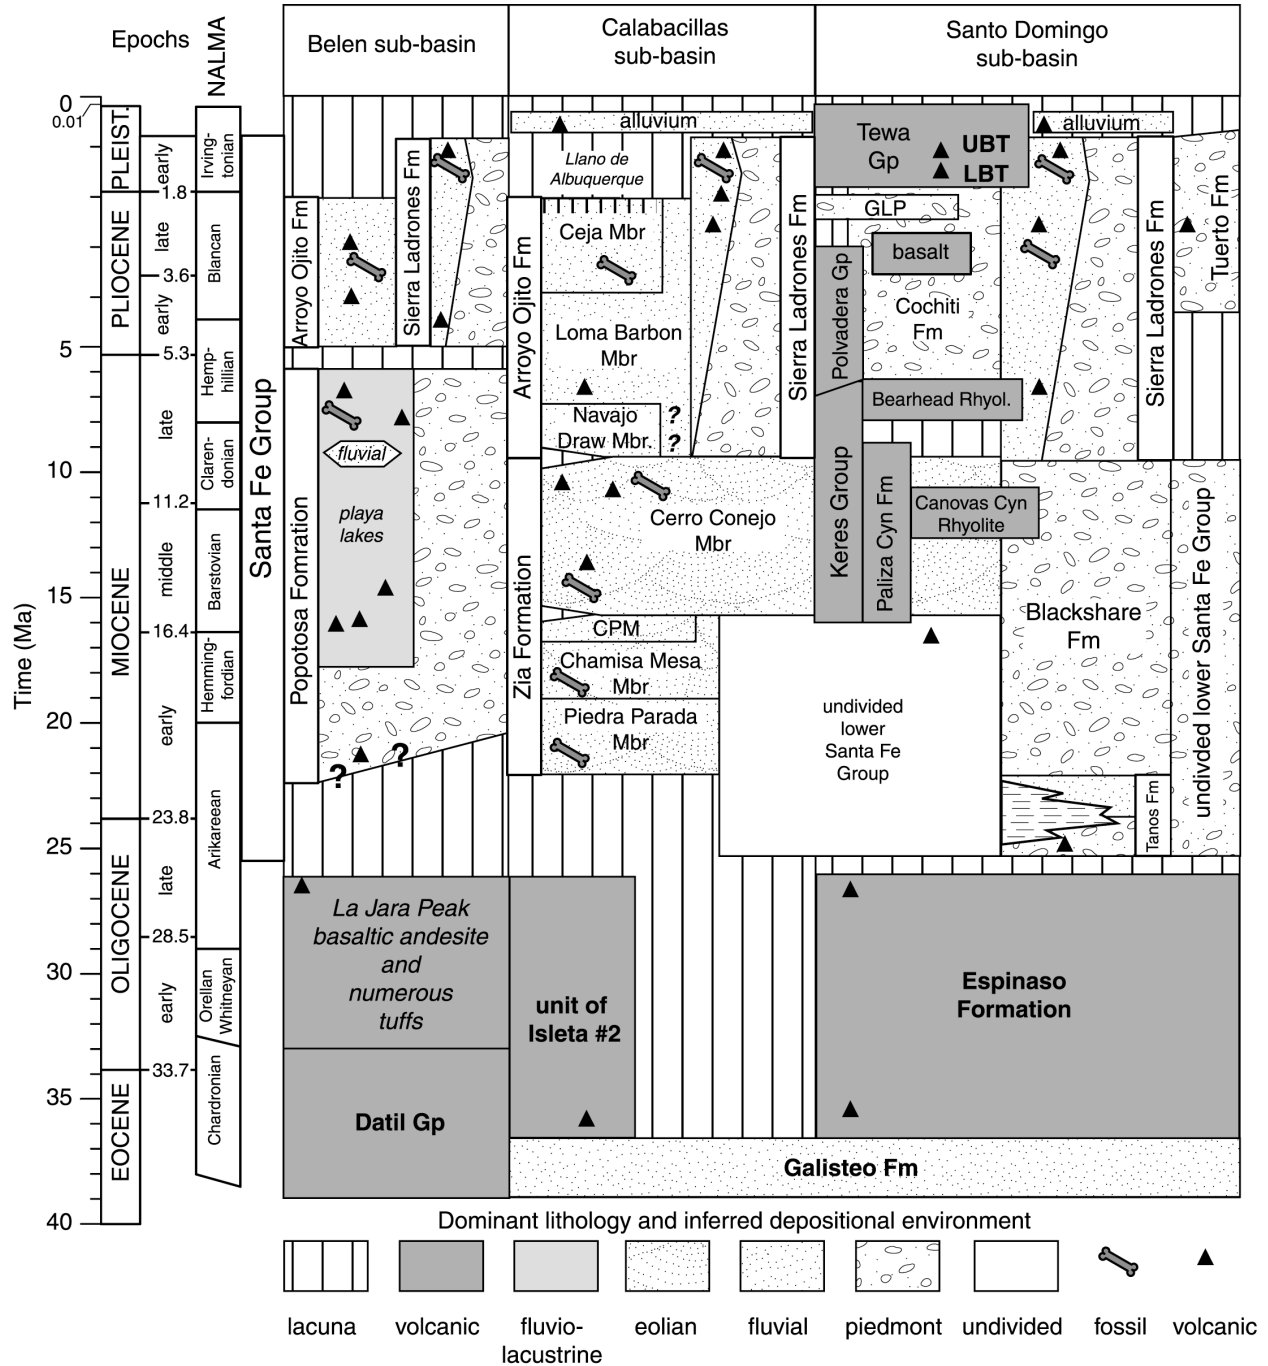 Epochs
NALMA
Belen sub-basin
Calabacillas
sub-basin
Santo Domingo
sub-basin
Time (Ma)
0
0.01
5
10
15
20
25
30
35
40
PLEIST.
PLIOCENE
MIOCENE
OLIGOCENE
EOCENE
early
1.8
late
3.6
early
5.3
late
11.2
middle
16.4
early
23.8
late
28.5
early
33.7
Irving-
tonian
Blancan
Hemp-
hillian
Claren-
donian
Barstovian
Hemming-
fordian
Arikareean
Orellan
Whitneyan
Chardronian
Santa Fe Group
Arroyo Ojito Fm
Sierra Ladrones Fm
Popotosa Fomration
fluvial
playa
lakes
?
?
La Jara Peak
basaltic andesite
and
numerous
tuffs
Datil Gp
alluvium
Llano de
Albuquerque
Arroyo Ojito Fm
Ceja Mbr
Loma Barbon
Mbr
Navajo
Draw Mbr.
?
?
Sierra Ladrones Fm
Zia Formation
Cerro Conejo
Mbr
CPM
Chamisa Mesa
Mbr
Piedra Parada
Mbr
unit of
Isleta #2
Tewa
Gp
UBT
LBT
alluvium
GLP
basalt
Polvadera Gp
Cochiti
Fm
Bearhead Rhyol.
Keres Group
Paliza Cyn Fm
Canovas Cyn
Rhyolite
Sierra Ladrones Fm
Tuerto Fm
Blackshare
Fm
undivded lower Santa Fe Group
undivided
lower
Santa Fe
Group
Tanos Fm
Espinaso
Formation
Galisteo Fm
Dominant lithology and inferred depositional environment
lacuna
volcanic
fluvio-
lacustrine
eolian
fluvial
piedmont
undivided
fossil
volcanic